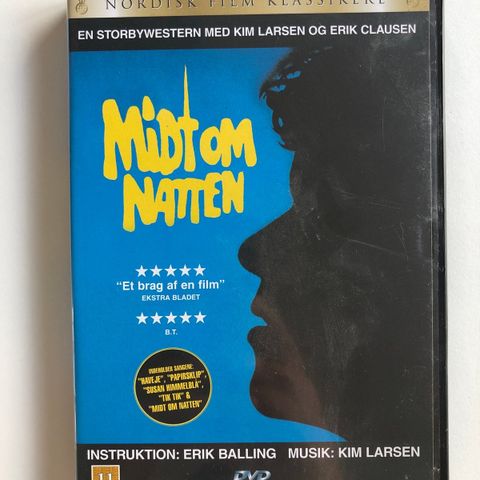 NORDISK FILM KLASSIKERE
EN STORBYWESTERN MED KIM LARSEN OG ERIK CLAUSEN
MiDT OM
NATTEN
"Et brag af en film"
EKSTRA BLADET
B.T.
INDEHOLDER SANGENE:
"HAVEJE", "PAPIRSKLIP",
"SUSAN HIMMELBLÅ",
"TIK TIK" &
"MIDT OM NATTEN"
INSTRUKTION: ERIK BALLING MUSIK: KIM LARSEN
11
DVD